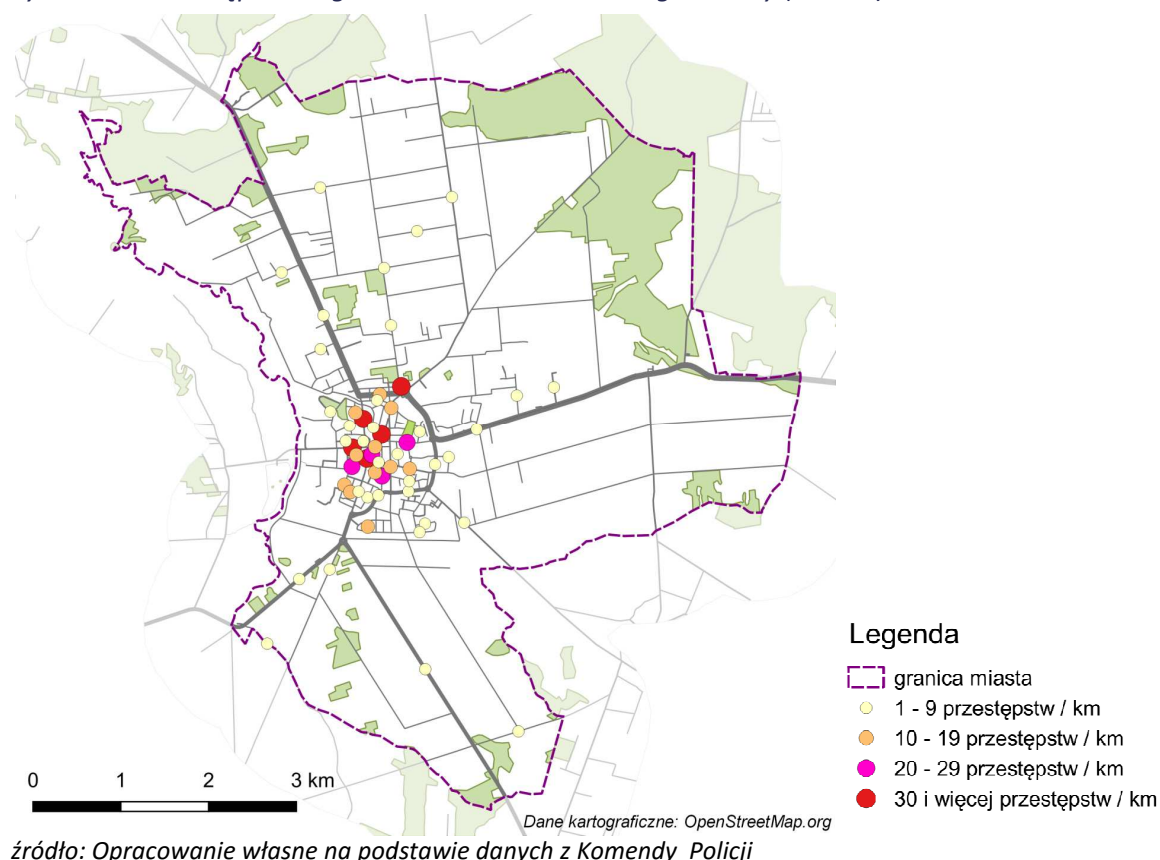 Legenda
granica miasta
1 - 9 przestępstw / km
10 - 19 przestępstw / km
20 - 29 przestępstw / km
30 i więcej przestępstw / km
0 1 2 3 km
Dane kartograficzne: OpenStreetMap.org
źródło: Opracowanie własne na podstawie danych z Komendy Policji